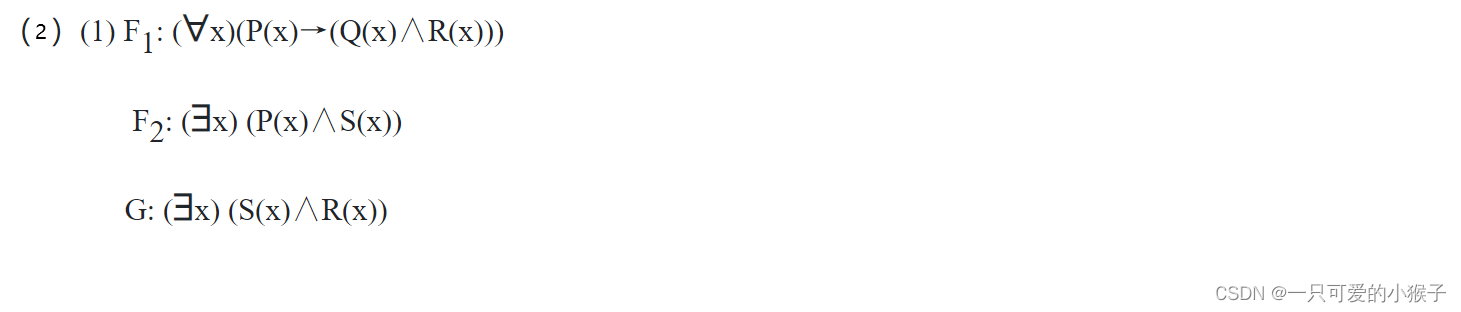 （2）(1) F₁: (∀x)(P(x)→(Q(x)∧R(x)))
F₂: (∃x) (P(x)∧S(x))
G: (∃x) (S(x)∧R(x))
CSDN @一只可爱的小猴子